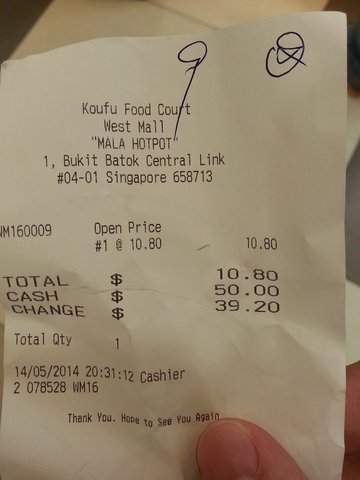 Koufu Food Court
West Mall
"MALA HOTPOT"
1, Bukit Batok Central Link
#04-01 Singapore 658713
WM160009 Open Price
#1 @ 10.80 10.80
TOTAL $ 10.80
CASH $ 50.00
CHANGE $ 39.20
Total Qty 1
14/05/2014 20:31:12 Cashier
2 078528 WM16
Thank You. Hope to See You Again